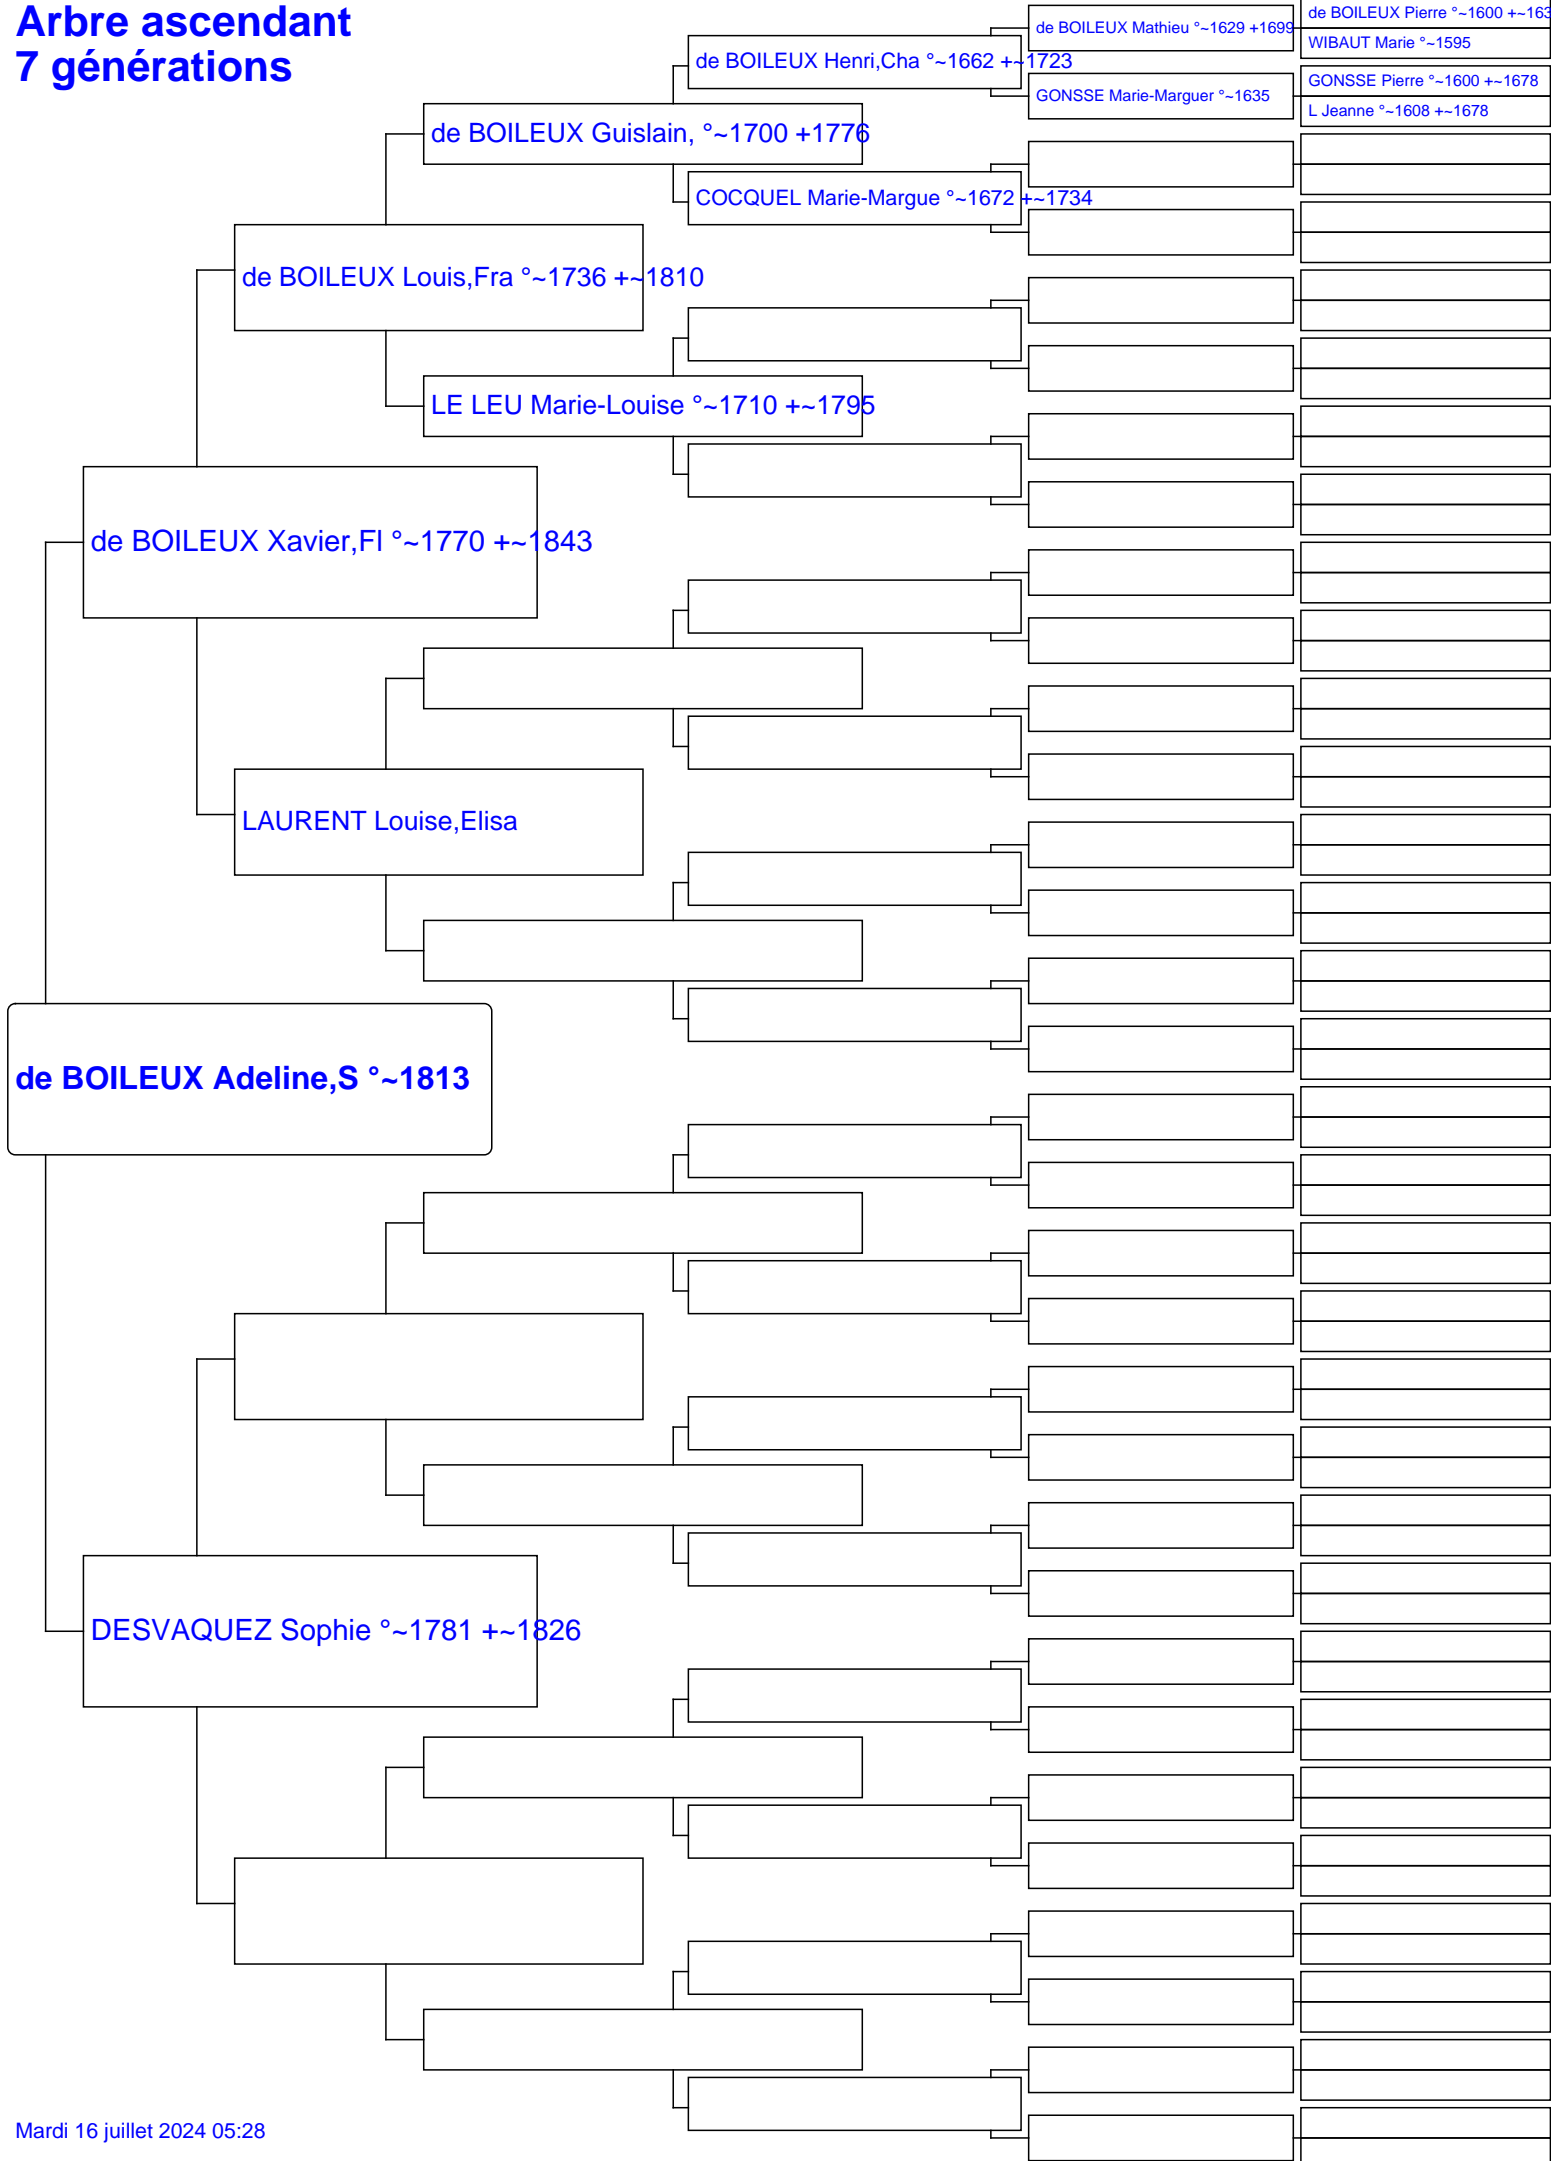 Arbre ascendant
7 générations
de BOILEUX Pierre °~1600 +~163
de BOILEUX Mathieu °~1629 +1699
WIBAUT Marie °~1595
de BOILEUX Henri,Cha °~1662 +~1723
GONSSE Pierre °~1600 +~1678
GONSSE Marie-Marguer °~1635
L Jeanne °~1608 +~1678
de BOILEUX Guislain, °~1700 +1776
COCQUEL Marie-Margue °~1672 +~1734
de BOILEUX Louis,Fra °~1736 +~1810
LE LEU Marie-Louise °~1710 +~1795
de BOILEUX Xavier,Fl °~1770 +~1843
LAURENT Louise,Elisa
de BOILEUX Adeline,S °~1813
DESVAQUEZ Sophie °~1781 +~1826
Mardi 16 juillet 2024 05:28